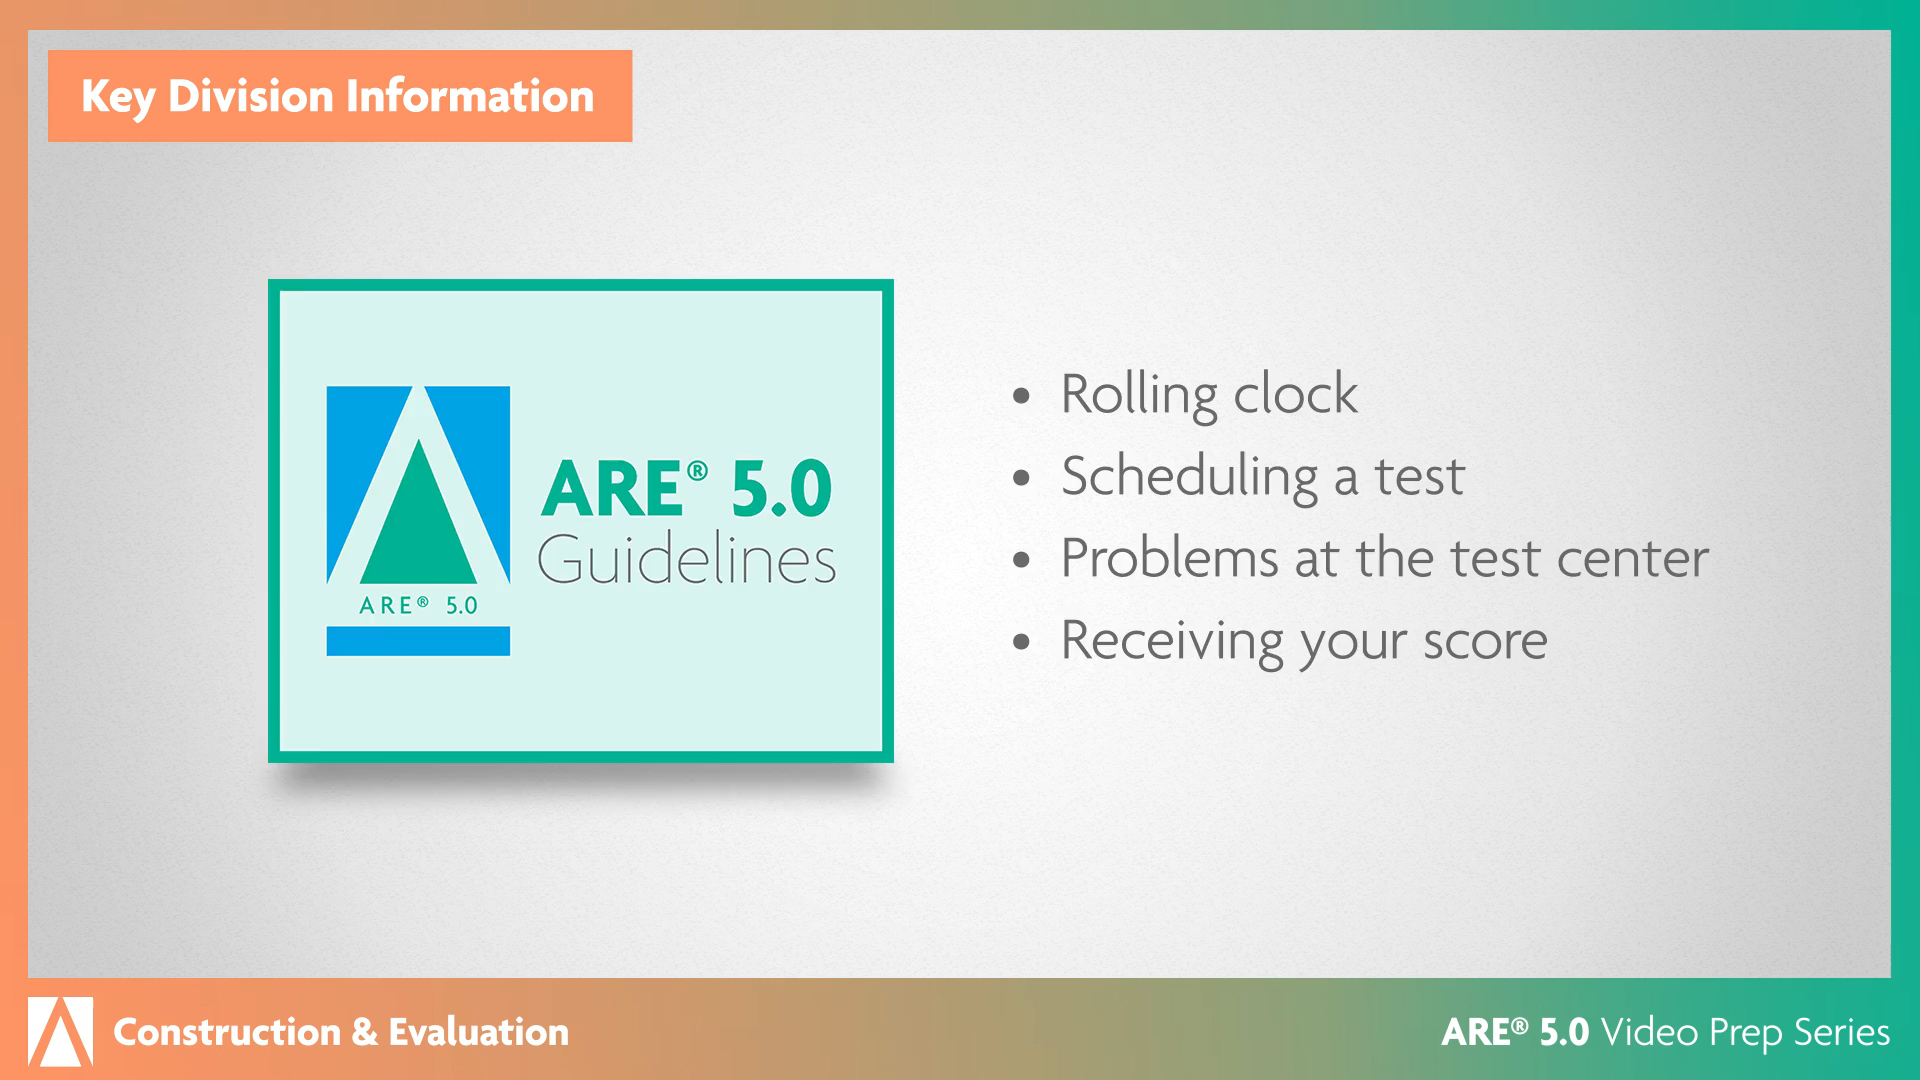 Key Division Information
ARE® 5.0
Guidelines
ARE® 5.0
• Rolling clock
• Scheduling a test
• Problems at the test center
• Receiving your score
Construction & Evaluation
ARE® 5.0 Video Prep Series